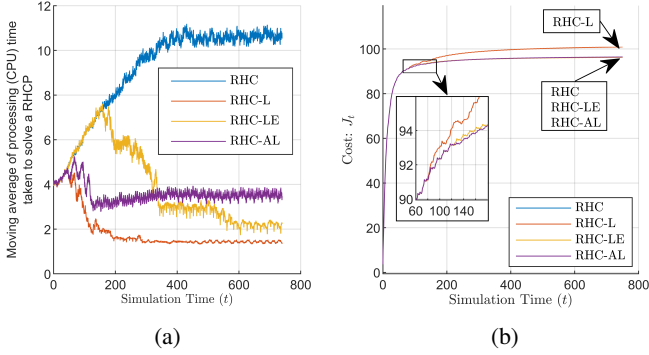 Moving average of processing (CPU) time
taken to solve a RHCP
12
10
8
6
4
2
0
0
200
400
600
800
Simulation Time (t)
RHC
RHC-L
RHC-LE
RHC-AL
(a)
Cost: J_t
100
80
60
40
20
0
0
200
400
600
800
Simulation Time (t)
RHC-L
RHC
RHC-LE
RHC-AL
94
92
90
60
100
140
RHC
RHC-L
RHC-LE
RHC-AL
(b)